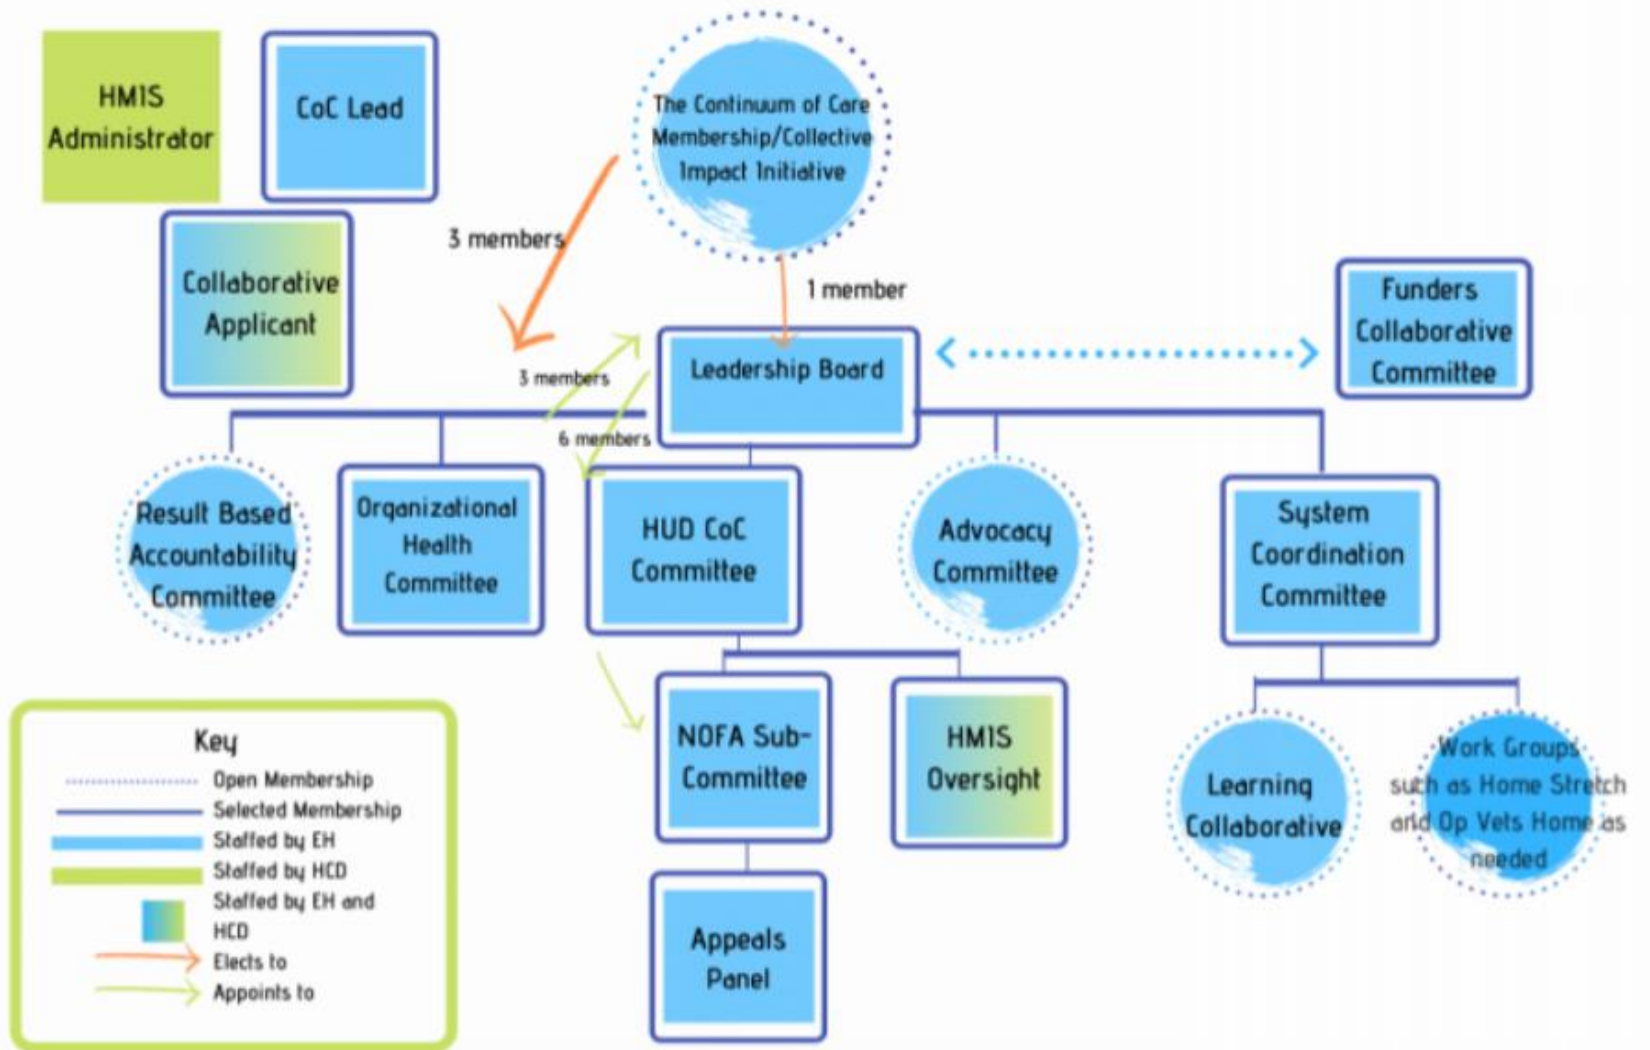 HMIS
Administrator
CoC Lead
The Continuum of Care
Membership/Collective
Impact Initiative
Collaborative
Applicant
3 members
1 member
Funders
Collaborative
Committee
Leadership Board
3 members
6 members
Result Based
Accountability
Committee
Organizational
Health
Committee
HUD CoC
Committee
Advocacy
Committee
System
Coordination
Committee
NOFA Sub-
Committee
HMIS
Oversight
Learning
Collaborative
Work Groups
such as Home Stretch
and Op Vets Home as
needed
Appeals
Panel
Key
Open Membership
Selected Membership
Staffed by EH
Staffed by HCD
Staffed by EH and
HCD
Elects to
Appoints to